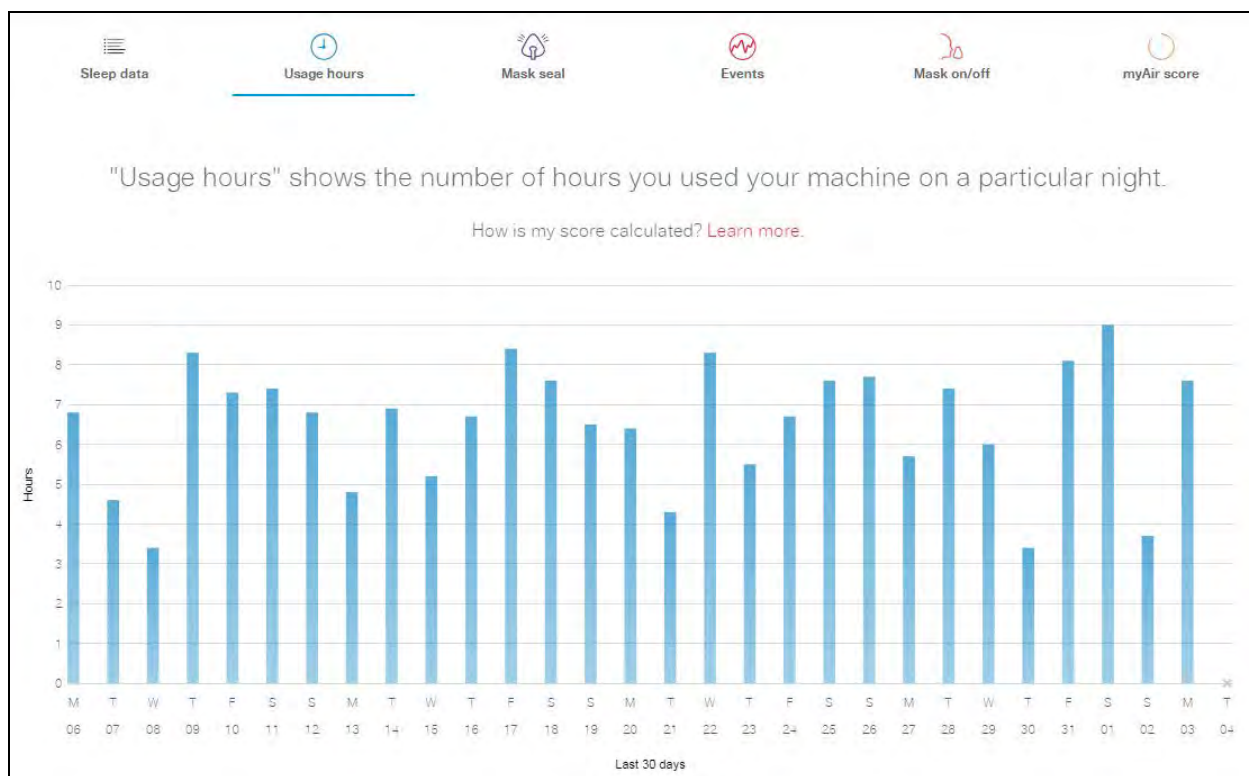 Sleep data Usage hours Mask seal Events Mask on/off myAir score
"Usage hours" shows the number of hours you used your machine on a particular night.
How is my score calculated? Learn more.
10
9
8
7
6
5
4
3
2
1
0
Hours
M T W T F S S M T W T F S S M T W T F S S M T W T F S S M T
06 07 08 09 10 11 12 13 14 15 16 17 18 19 20 21 22 23 24 25 26 27 28 29 30 31 01 02 03 04
Last 30 days